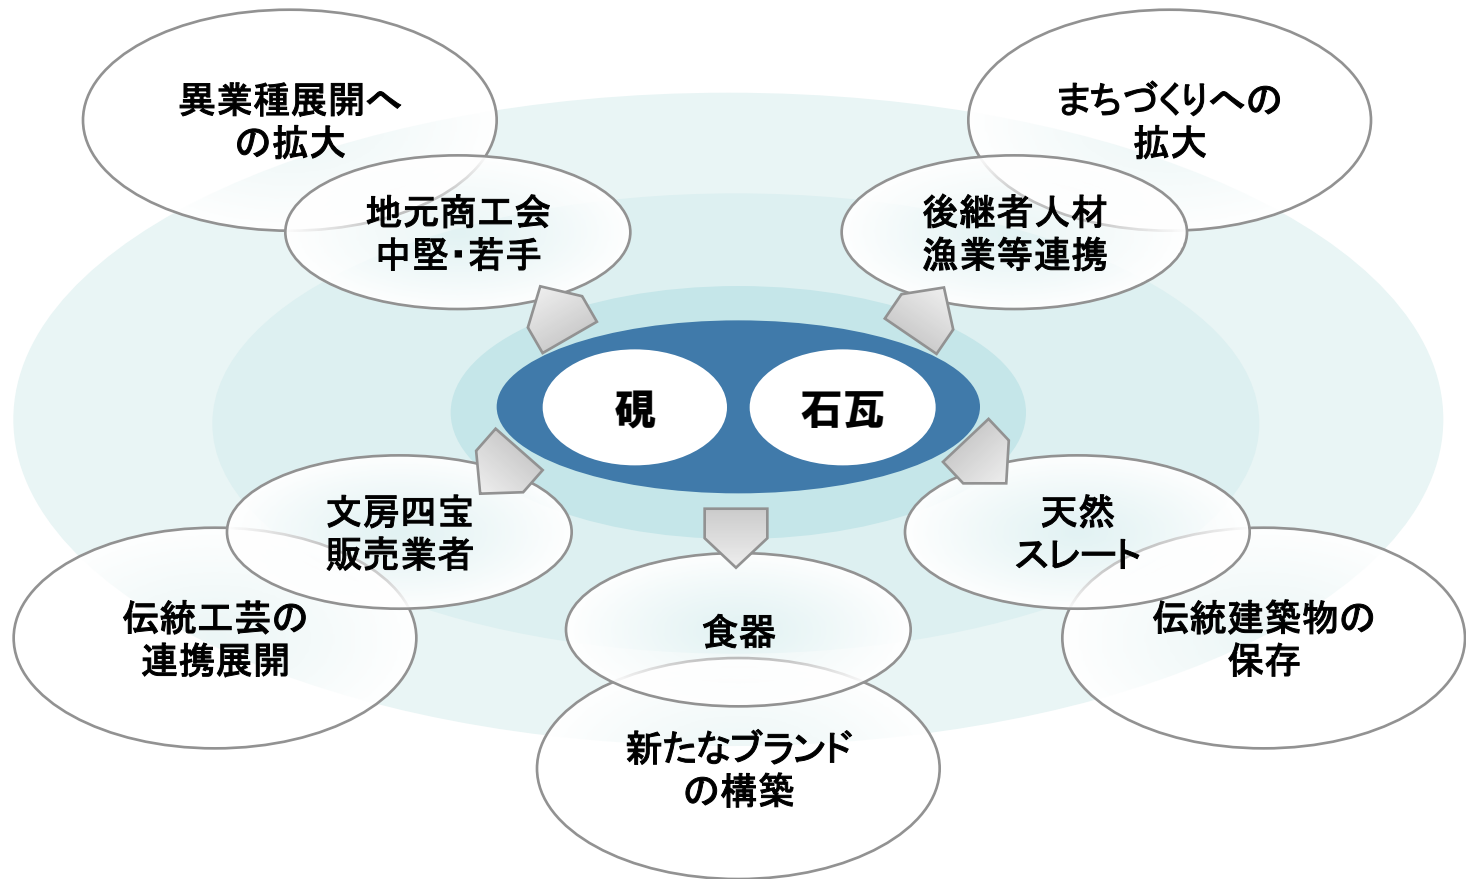 異業種展開へ
の拡大
まちづくりへの
拡大
地元商工会
中堅・若手
後継者人材
漁業等連携
硯
石瓦
文房四宝
販売業者
天然
スレート
伝統工芸の
連携展開
食器
伝統建築物の
保存
新たなブランド
の構築